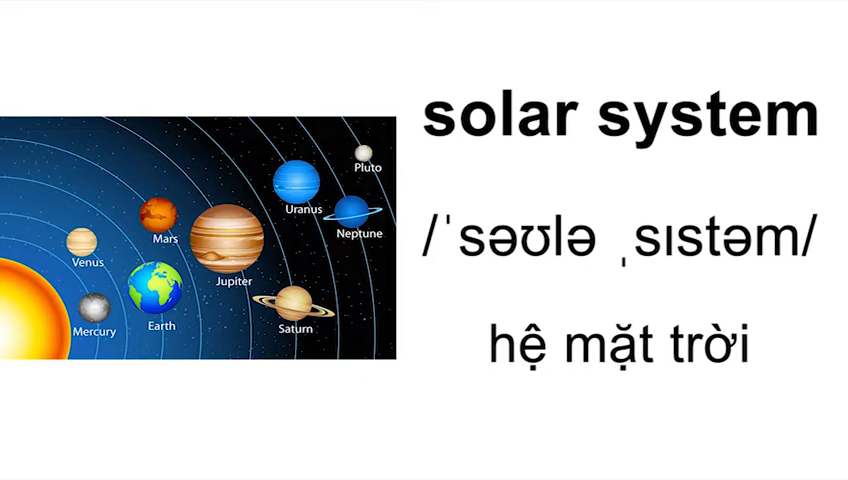 solar system
/ˈsəʊlə ˌsɪstəm/
hệ mặt trời
Pluto
Uranus
Neptune
Mars
Venus
Jupiter
Earth
Mercury
Saturn